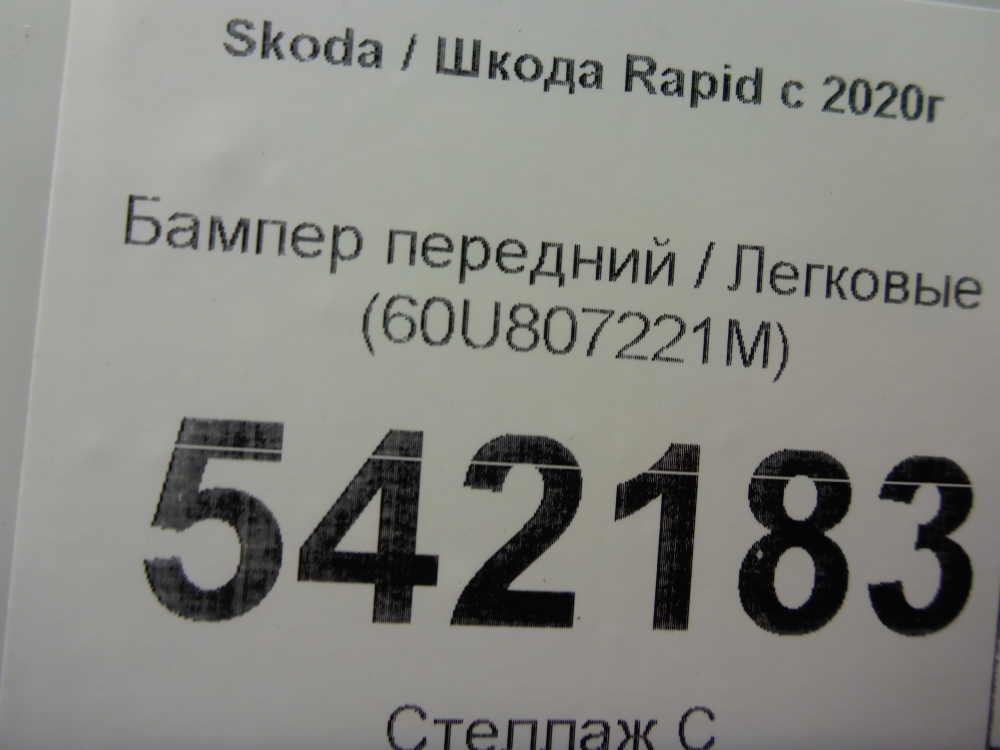 Skoda / Шкода Rapid с 2020г
Бампер передний / Легковые
(60U807221M)
542183
Стеллаж С